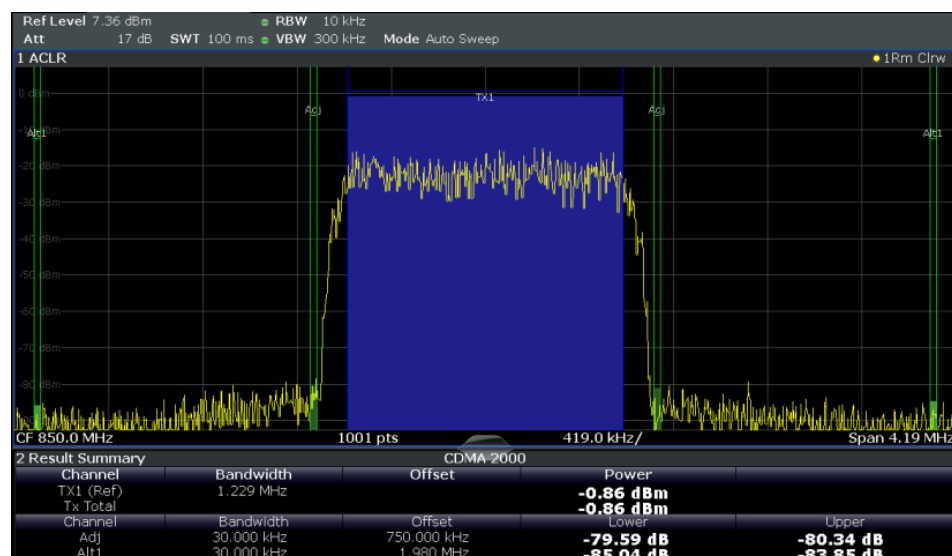 Ref Level 7.36 dBm RBW 10 kHz
Att 17 dB SWT 100 ms VBW 300 kHz Mode Auto Sweep
1 ACLR 1Rm Clrw
0 dBm
TX1
Adj Adj
Alt1 Alt1
-20 dBm
-30 dBm
-40 dBm
-50 dBm
-60 dBm
-70 dBm
-80 dBm
CF 850.0 MHz 1001 pts 419.0 kHz/ Span 4.19 MHz
2 Result Summary CDMA 2000
Channel Bandwidth Offset Power
TX1 (Ref) 1.229 MHz -0.86 dBm
Tx Total -0.86 dBm
Channel Bandwidth Offset Lower Upper
Adj 30.000 kHz 750.000 kHz -79.59 dB -80.34 dB
Alt1 30.000 kHz 1.980 MHz -85.04 dB -83.85 dB